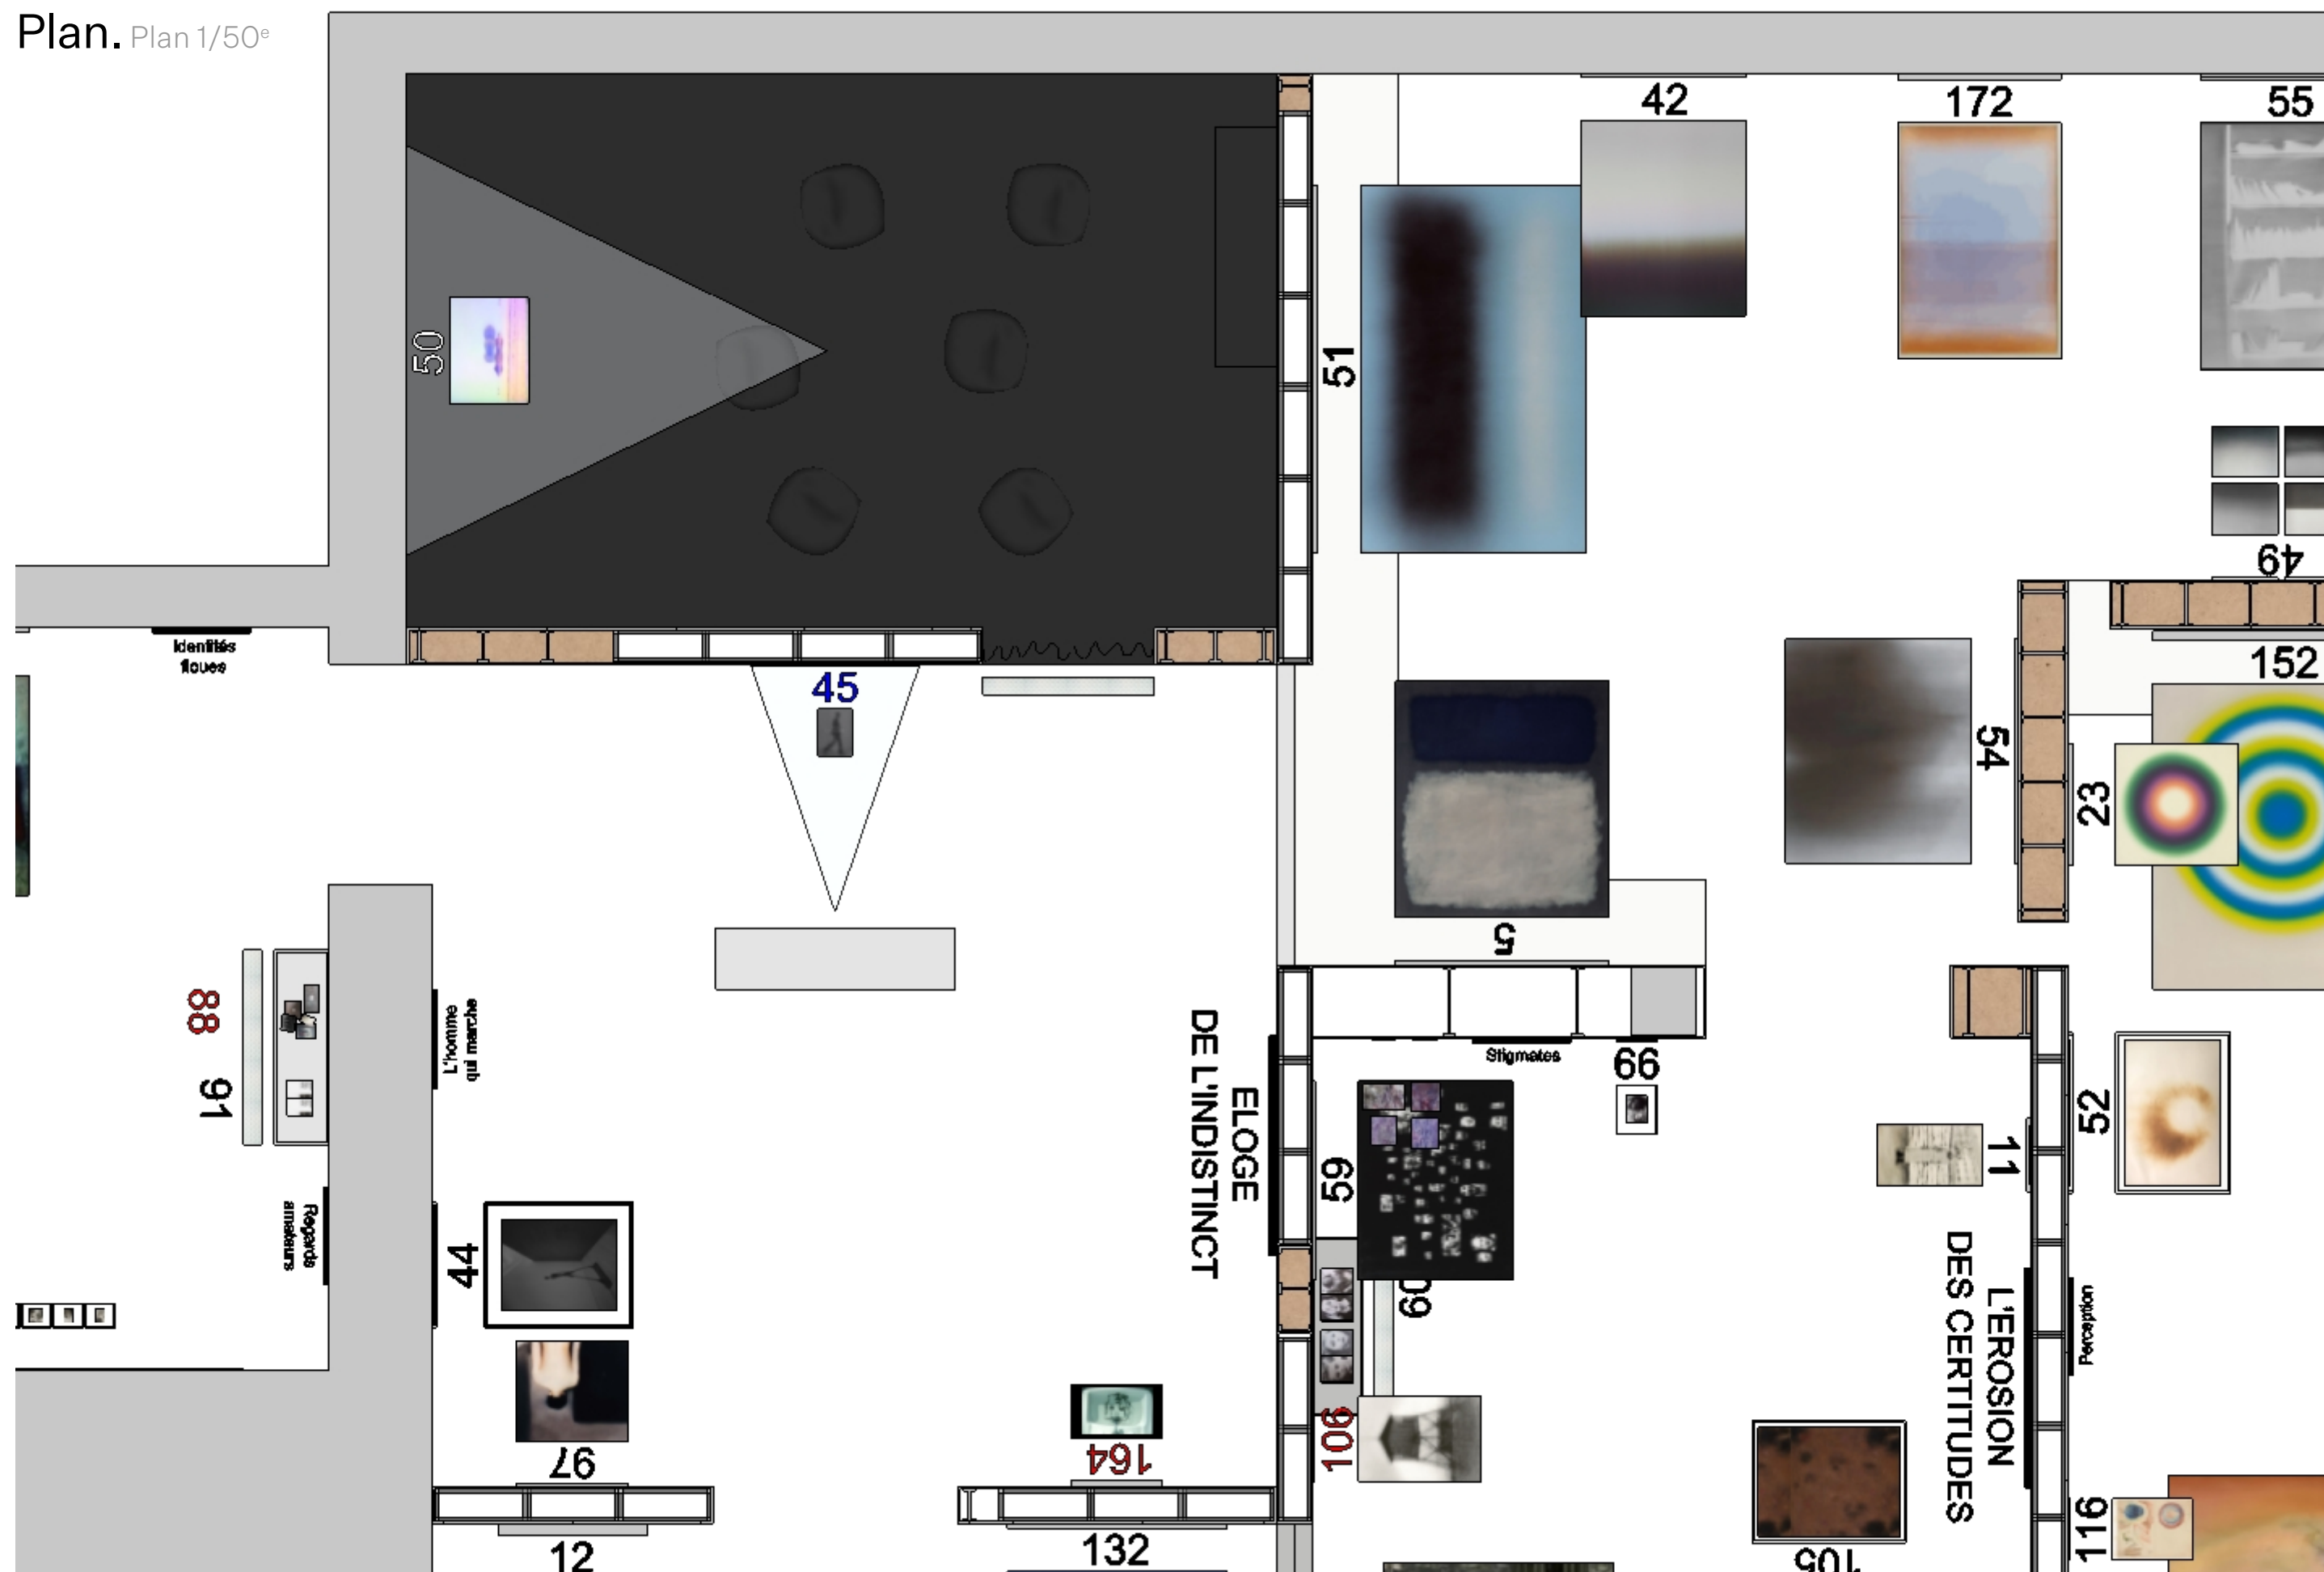 Plan. Plan 1/50e
42
172
55
50
51
49
Identités
floues
45
152
54
23
5
88
91
L'homme
qui marche
DE L'INDISTINCT
ELOGE
Stigmates
66
59
11
52
Regards
amateurs
44
60
L'EROSION
DES CERTITUDES
Perception
97
164
106
116
12
132
105